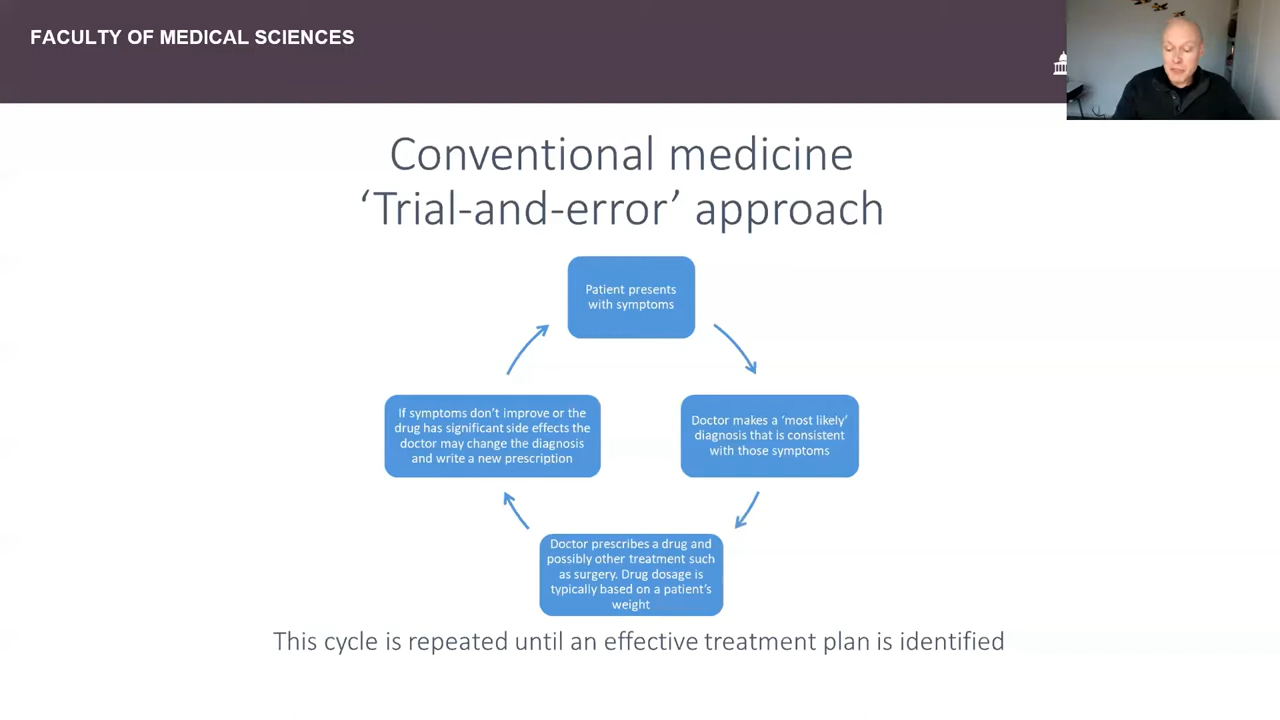 FACULTY OF MEDICAL SCIENCES
Conventional medicine
‘Trial-and-error’ approach
Patient presents
with symptoms
Doctor makes a ‘most likely’
diagnosis that is consistent
with those symptoms
Doctor prescribes a drug and
possibly other treatment such
as surgery. Drug dosage is
typically based on a patient’s
weight
If symptoms don’t improve or the
drug has significant side effects the
doctor may change the diagnosis
and write a new prescription
This cycle is repeated until an effective treatment plan is identified